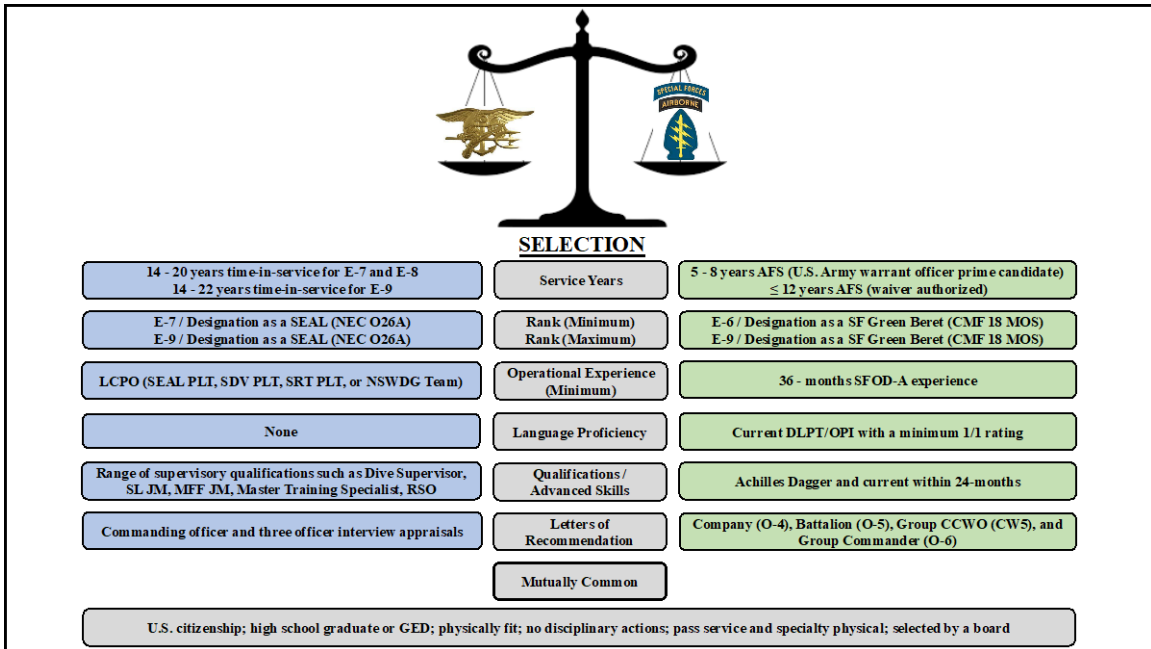 SPECIAL FORCES
AIRBORNE
SELECTION
14 - 20 years time-in-service for E-7 and E-8
14 - 22 years time-in-service for E-9
Service Years
5 - 8 years AFS (U.S. Army warrant officer prime candidate)
≤ 12 years AFS (waiver authorized)
E-7 / Designation as a SEAL (NEC O26A)
E-9 / Designation as a SEAL (NEC O26A)
Rank (Minimum)
Rank (Maximum)
E-6 / Designation as a SF Green Beret (CMF 18 MOS)
E-9 / Designation as a SF Green Beret (CMF 18 MOS)
LCPO (SEAL PLT, SDV PLT, SRT PLT, or NSWDG Team)
Operational Experience
(Minimum)
36 - months SFOD-A experience
None
Language Proficiency
Current DLPT/OPI with a minimum 1/1 rating
Range of supervisory qualifications such as Dive Supervisor,
SL JM, MFF JM, Master Training Specialist, RSO
Qualifications /
Advanced Skills
Achilles Dagger and current within 24-months
Commanding officer and three officer interview appraisals
Letters of
Recommendation
Company (O-4), Battalion (O-5), Group CCWO (CW5), and
Group Commander (O-6)
Mutually Common
U.S. citizenship; high school graduate or GED; physically fit; no disciplinary actions; pass service and specialty physical; selected by a board